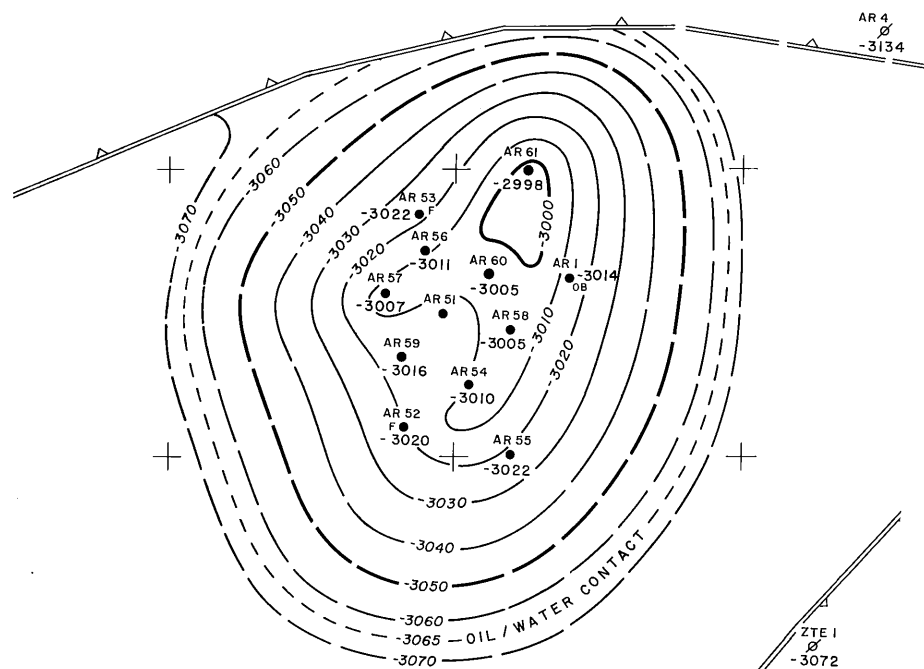 AR 4
-3134
AR 61
-2998
-3060
-3050
-3070
-3040
AR 53
-3022 F
-3000
-3030
-3020
AR 56
-3011
AR 60
-3005
AR 1
-3014
OB
AR 57
-3007
AR 51
AR 58
-3005
-3010
AR 59
-3016
AR 54
-3010
-3020
AR 52
F
-3020
AR 55
-3022
-3030
-3040
-3050
-3060
-3065 OIL / WATER CONTACT
-3070
ZTE 1
-3072